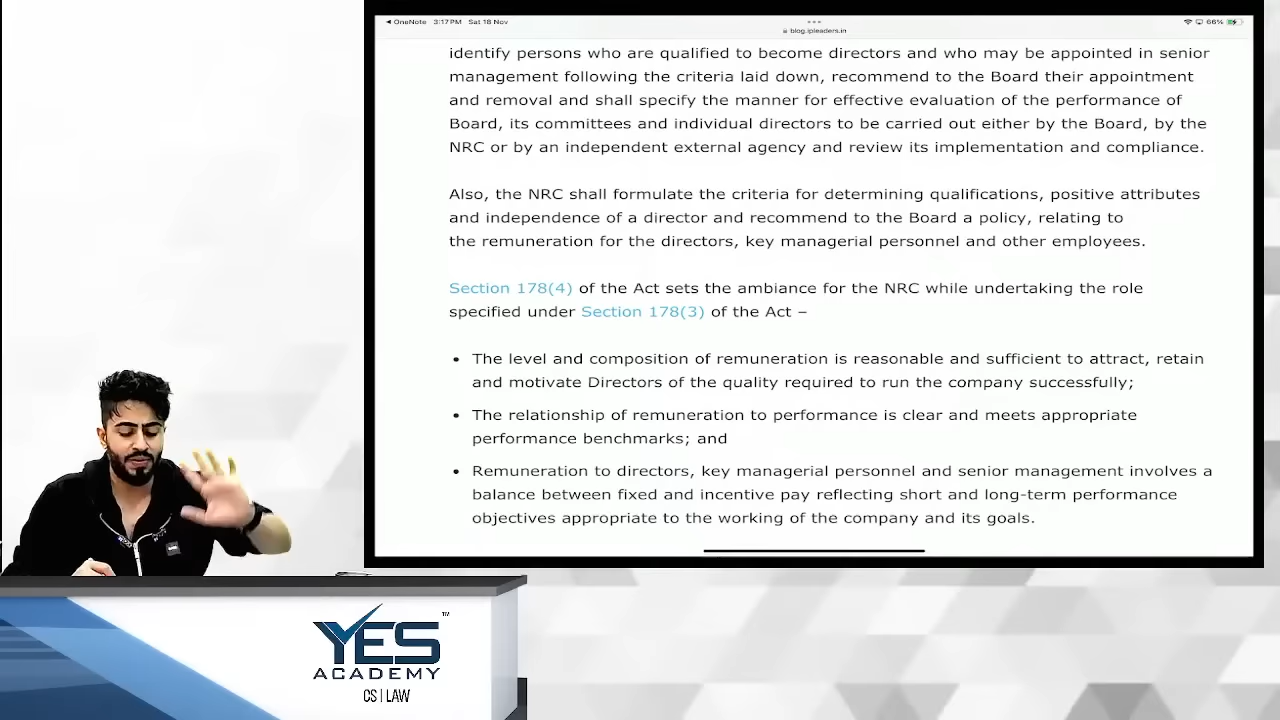 OneNote 3:17 PM Sat 18 Nov
66%
blog.ipleaders.in
identify persons who are qualified to become directors and who may be appointed in senior
management following the criteria laid down, recommend to the Board their appointment
and removal and shall specify the manner for effective evaluation of the performance of
Board, its committees and individual directors to be carried out either by the Board, by the
NRC or by an independent external agency and review its implementation and compliance.
Also, the NRC shall formulate the criteria for determining qualifications, positive attributes
and independence of a director and recommend to the Board a policy, relating to
the remuneration for the directors, key managerial personnel and other employees.
Section 178(4) of the Act sets the ambiance for the NRC while undertaking the role
specified under Section 178(3) of the Act –
• The level and composition of remuneration is reasonable and sufficient to attract, retain
and motivate Directors of the quality required to run the company successfully;
• The relationship of remuneration to performance is clear and meets appropriate
performance benchmarks; and
• Remuneration to directors, key managerial personnel and senior management involves a
balance between fixed and incentive pay reflecting short and long-term performance
objectives appropriate to the working of the company and its goals.
YES™
ACADEMY
CS | LAW